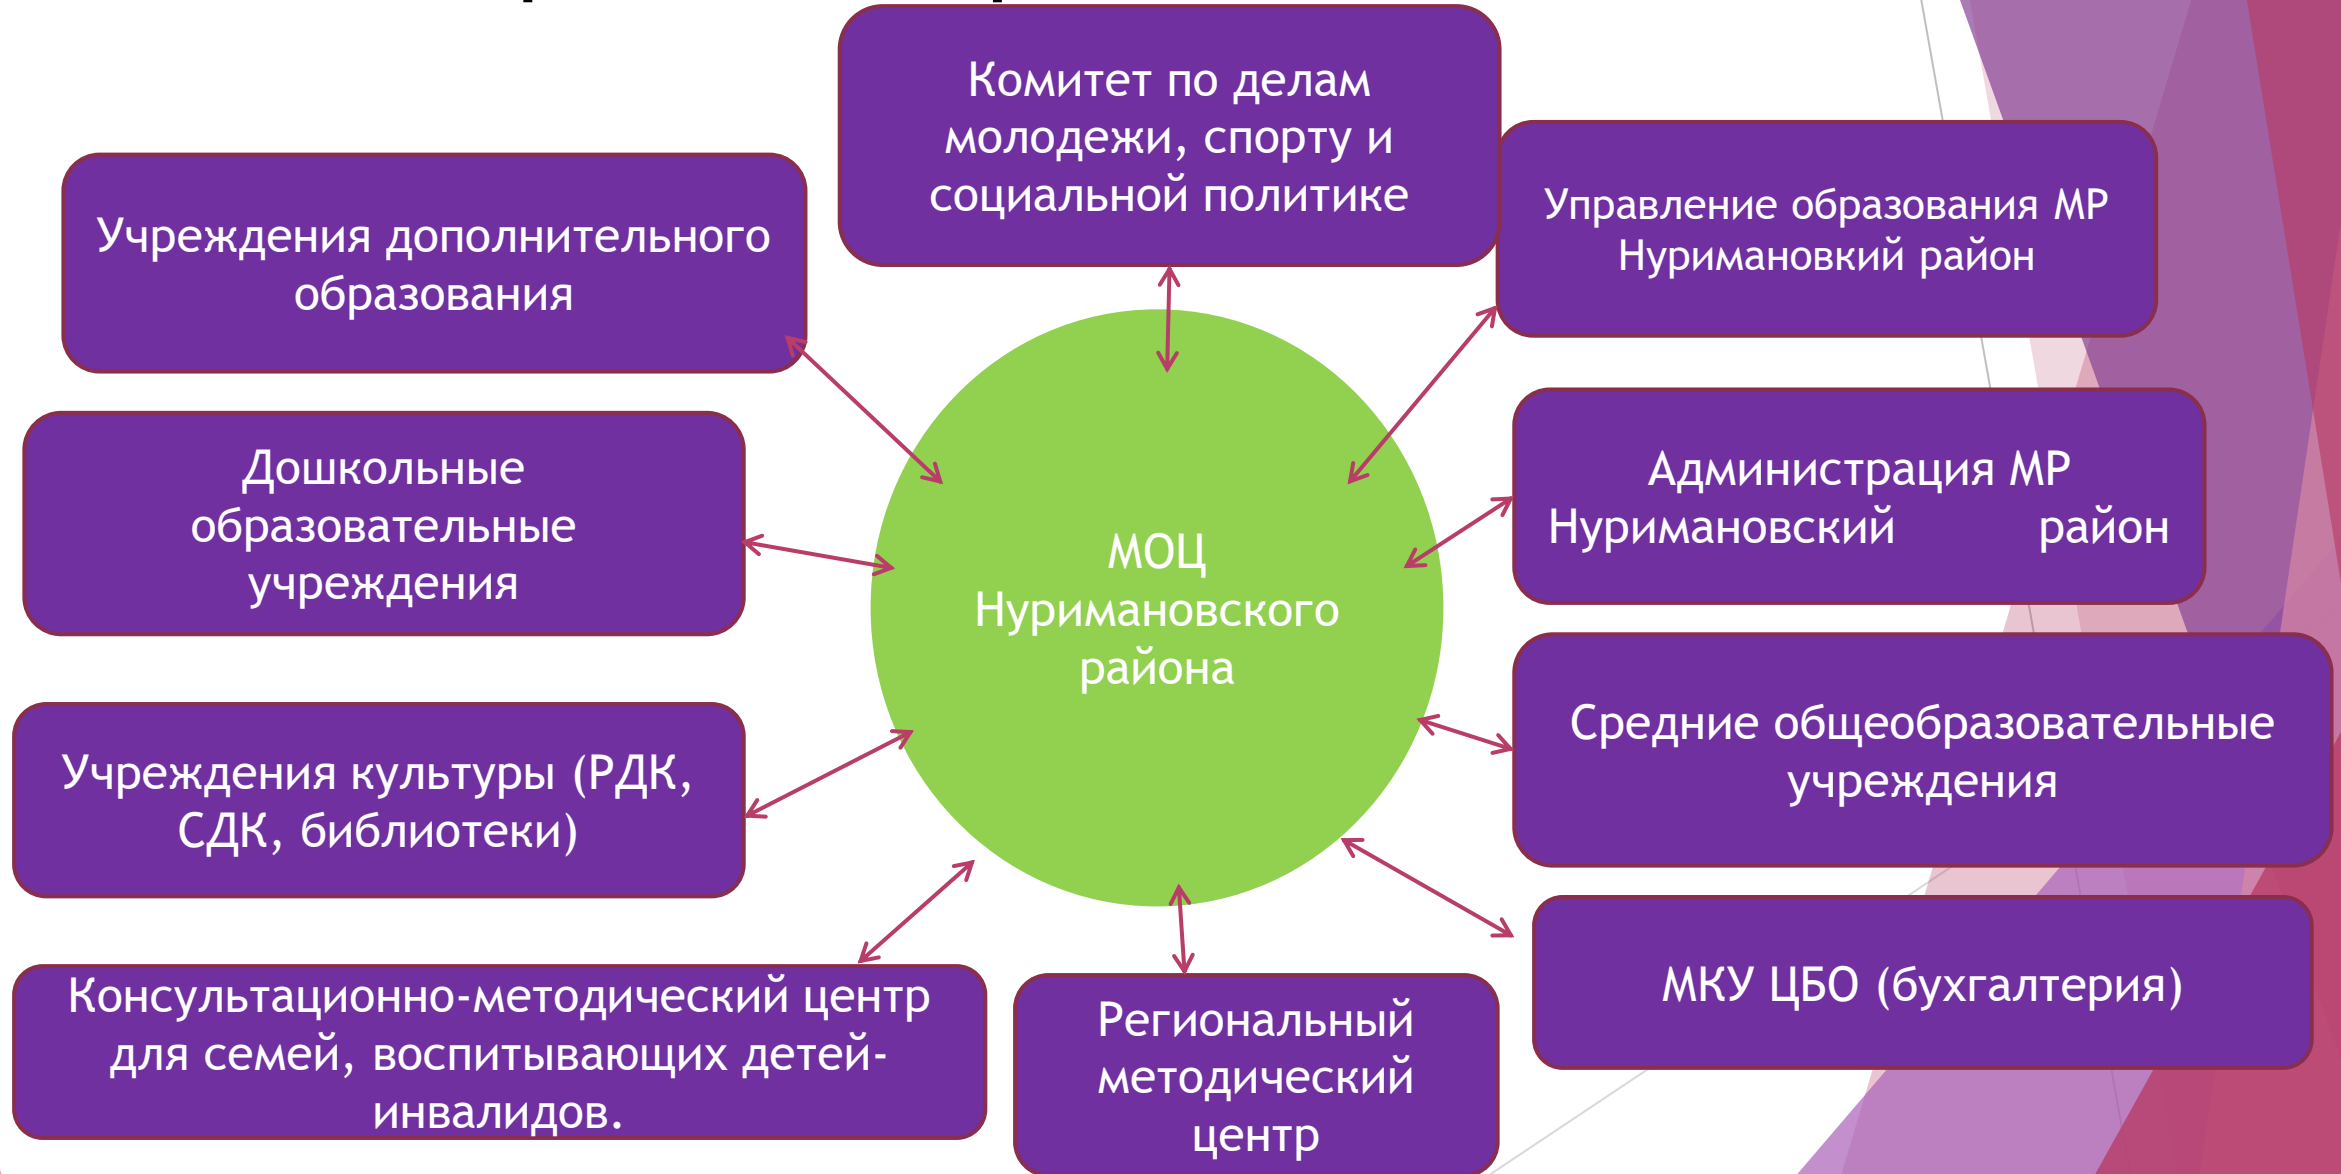 Комитет по делам
молодежи, спорту и
социальной политике
Учреждения дополнительного
образования
Управление образования МР
Нуримановкий район
Дошкольные
образовательные
учреждения
Администрация МР
Нуримановский район
МОЦ
Нуримановского
района
Средние общеобразовательные
учреждения
Учреждения культуры (РДК,
СДК, библиотеки)
МКУ ЦБО (бухгалтерия)
Консультационно-методический центр
для семей, воспитывающих детей-
инвалидов.
Региональный
методический
центр